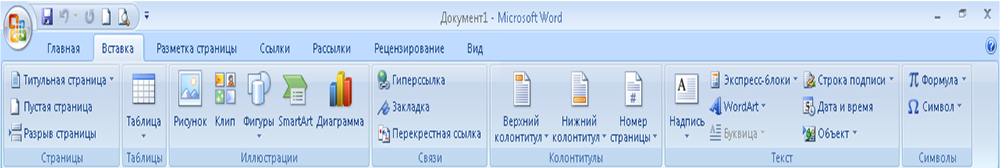 Документ1 - Microsoft Word
Главная Вставка Разметка страницы Ссылки Рассылки Рецензирование Вид
Титульная страница
Пустая страница
Разрыв страницы
Страницы
Таблица
Таблицы
Рисунок Клип Фигуры SmartArt Диаграмма
Иллюстрации
Гиперссылка
Закладка
Перекрестная ссылка
Связи
Верхний колонтитул
Нижний колонтитул
Номер страницы
Колонтитулы
Надпись
Экспресс-блоки
WordArt
Буквица
Строка подписи
Дата и время
Объект
Текст
π Формула
Ω Символ
Символы